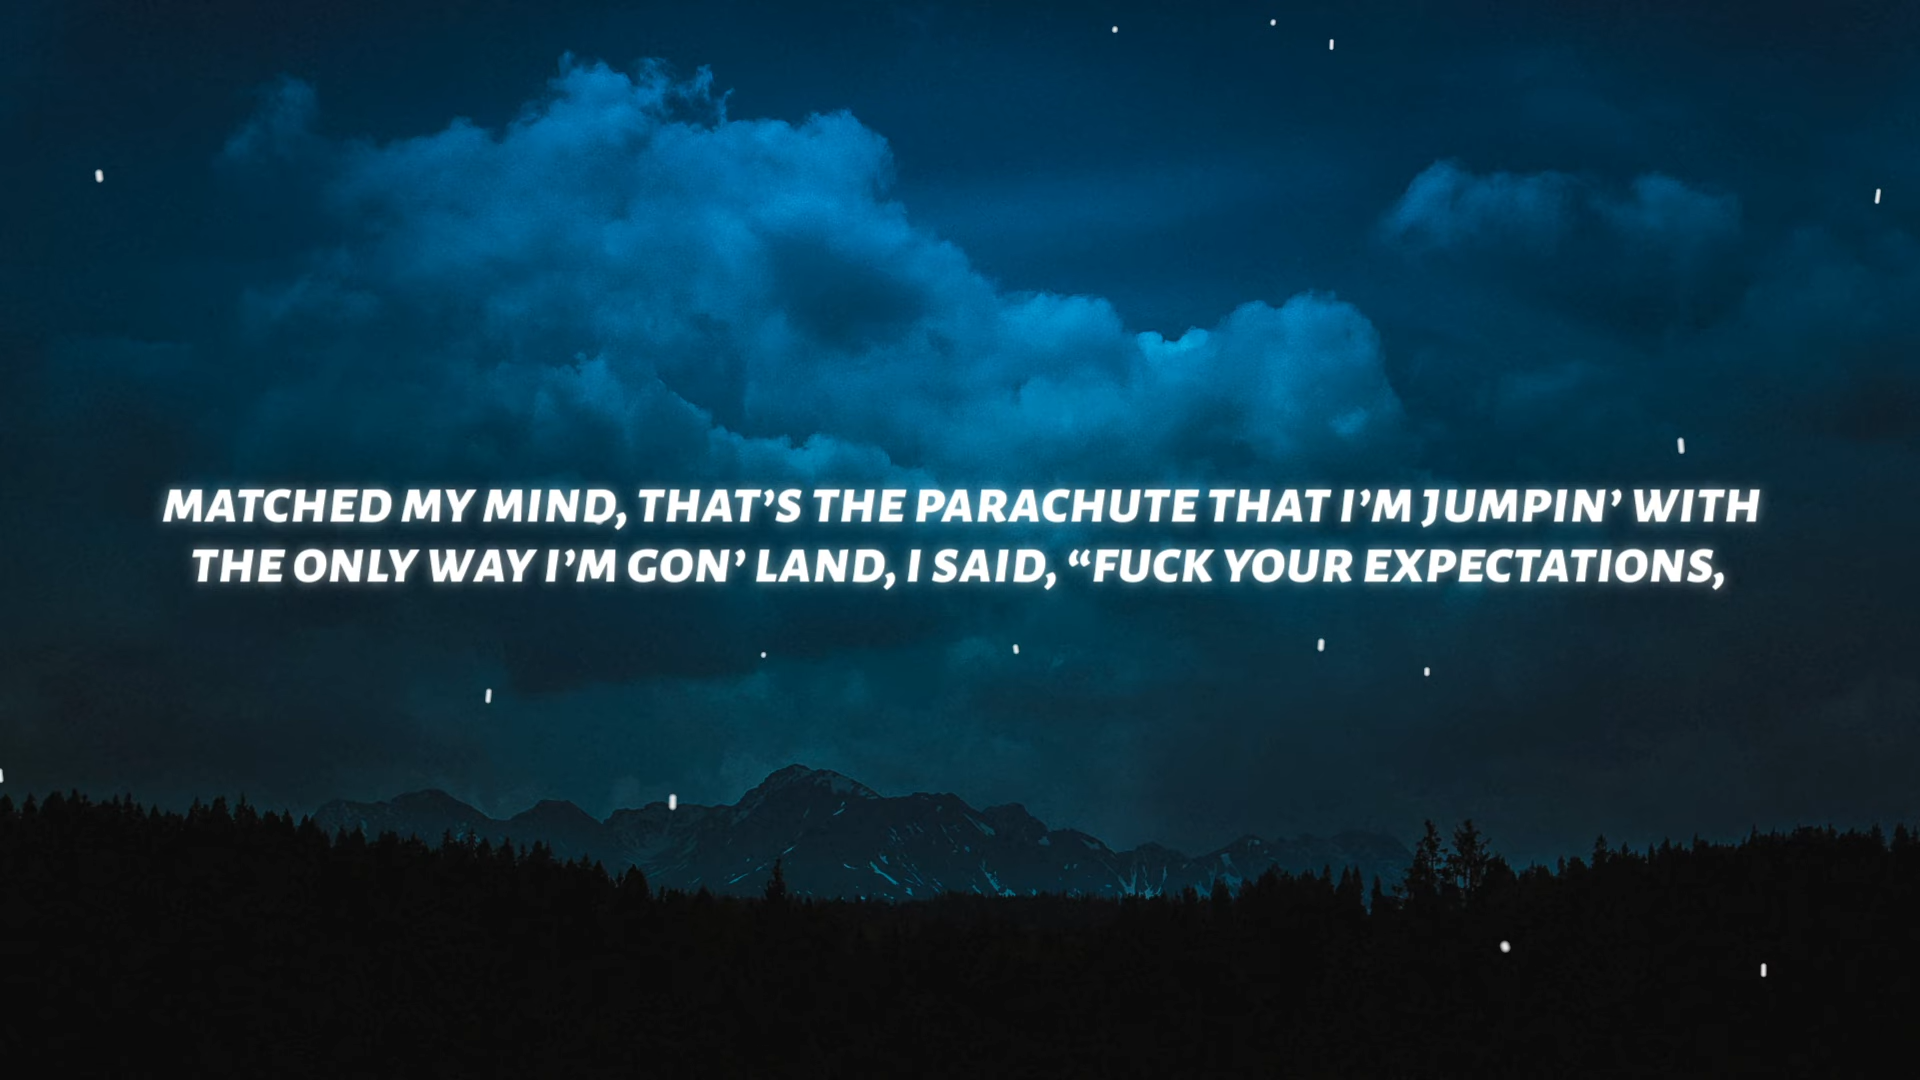 MATCHED MY MIND, THAT’S THE PARACHUTE THAT I’M JUMPIN’ WITH
THE ONLY WAY I’M GON’ LAND, I SAID, “FUCK YOUR EXPECTATIONS,